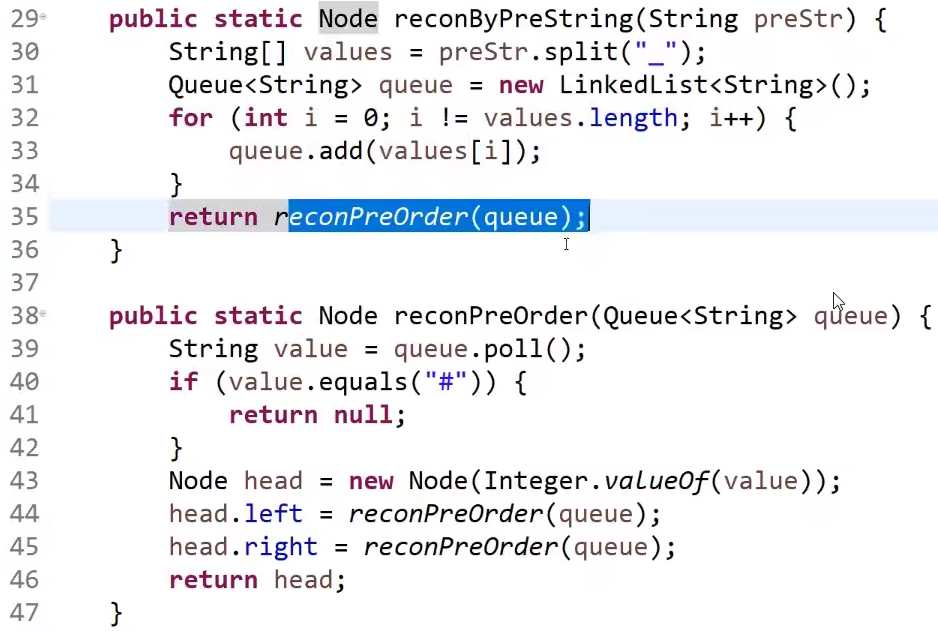 29 public static Node reconByPreString(String preStr) {
30 String[] values = preStr.split("_");
31 Queue<String> queue = new LinkedList<String>();
32 for (int i = 0; i != values.length; i++) {
33 queue.add(values[i]);
34 }
35 return reconPreOrder(queue);
36 }
37
38 public static Node reconPreOrder(Queue<String> queue) {
39 String value = queue.poll();
40 if (value.equals("#")) {
41 return null;
42 }
43 Node head = new Node(Integer.valueOf(value));
44 head.left = reconPreOrder(queue);
45 head.right = reconPreOrder(queue);
46 return head;
47 }